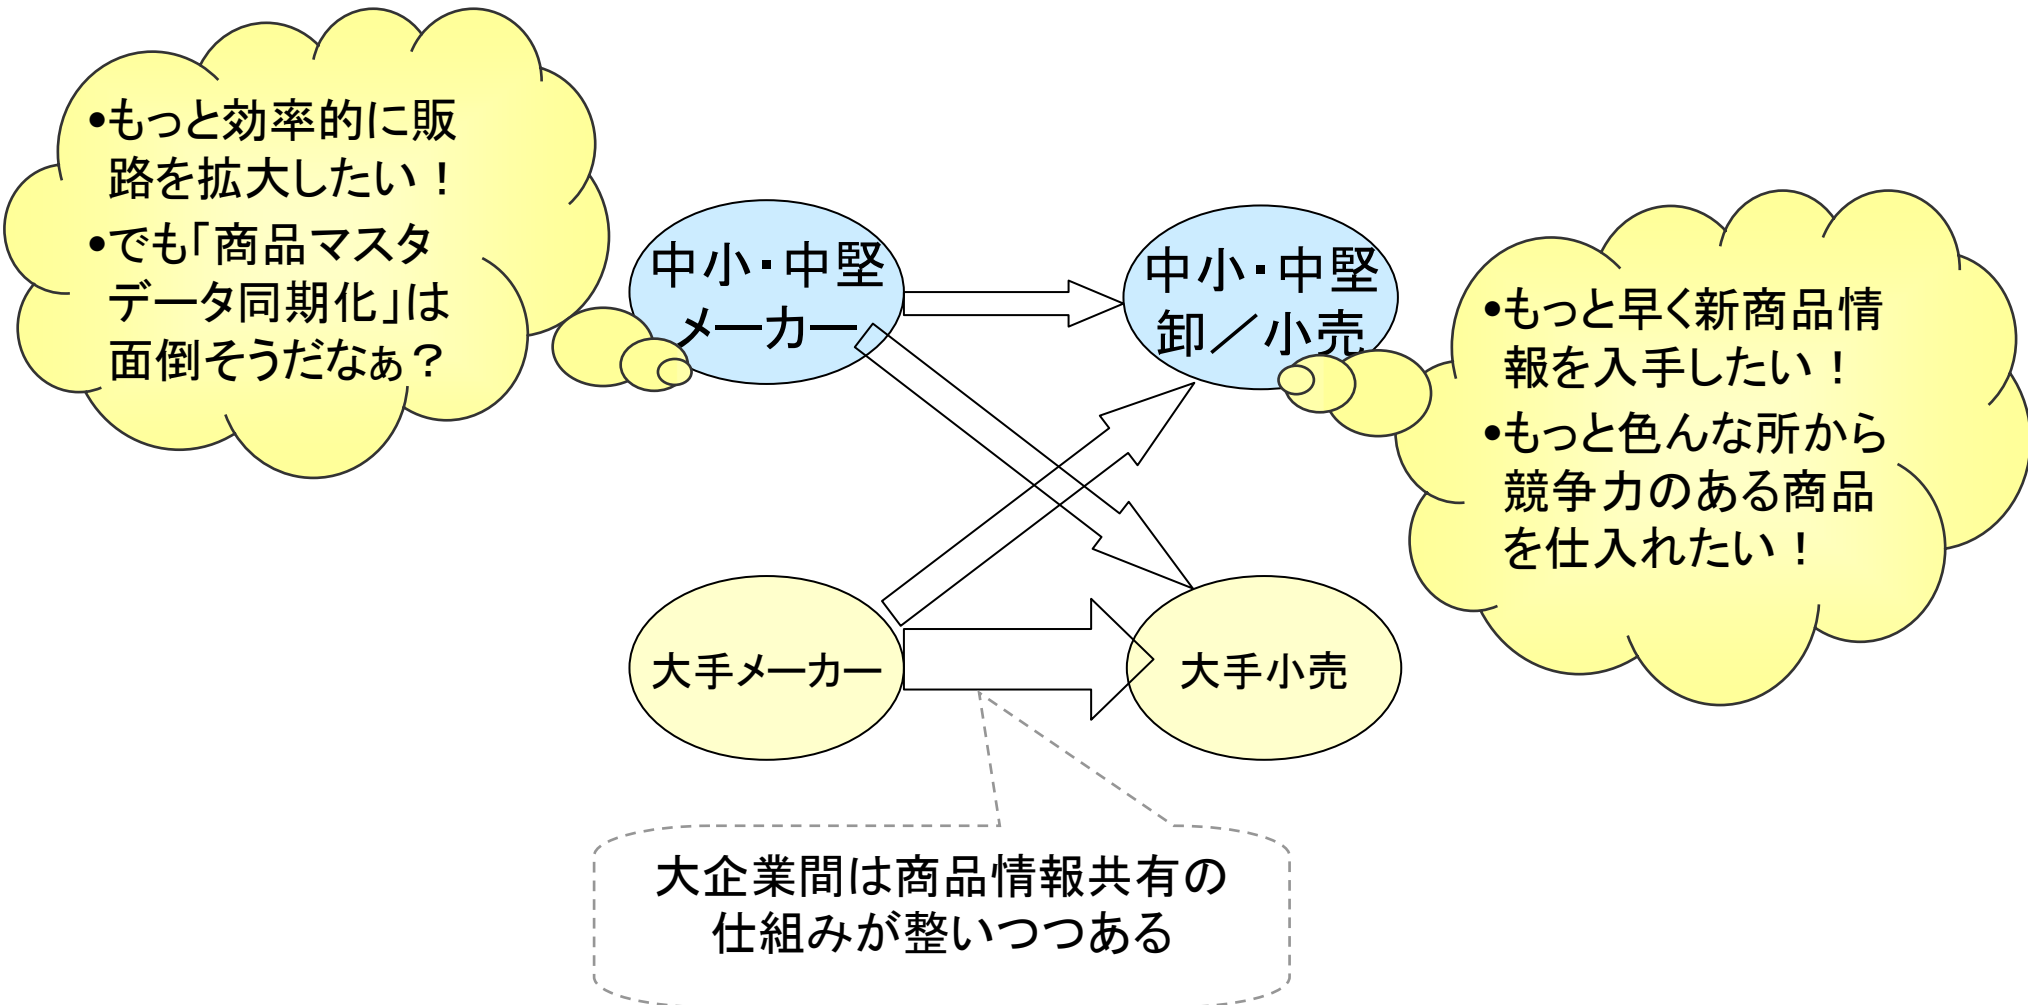 •もっと効率的に販
路を拡大したい！
•でも「商品マスタ
データ同期化」は
面倒そうだなぁ？
中小・中堅
メーカー
中小・中堅
卸／小売
•もっと早く新商品情
報を入手したい！
•もっと色んな所から
競争力のある商品
を仕入れたい！
大手メーカー
大手小売
大企業間は商品情報共有の
仕組みが整いつつある